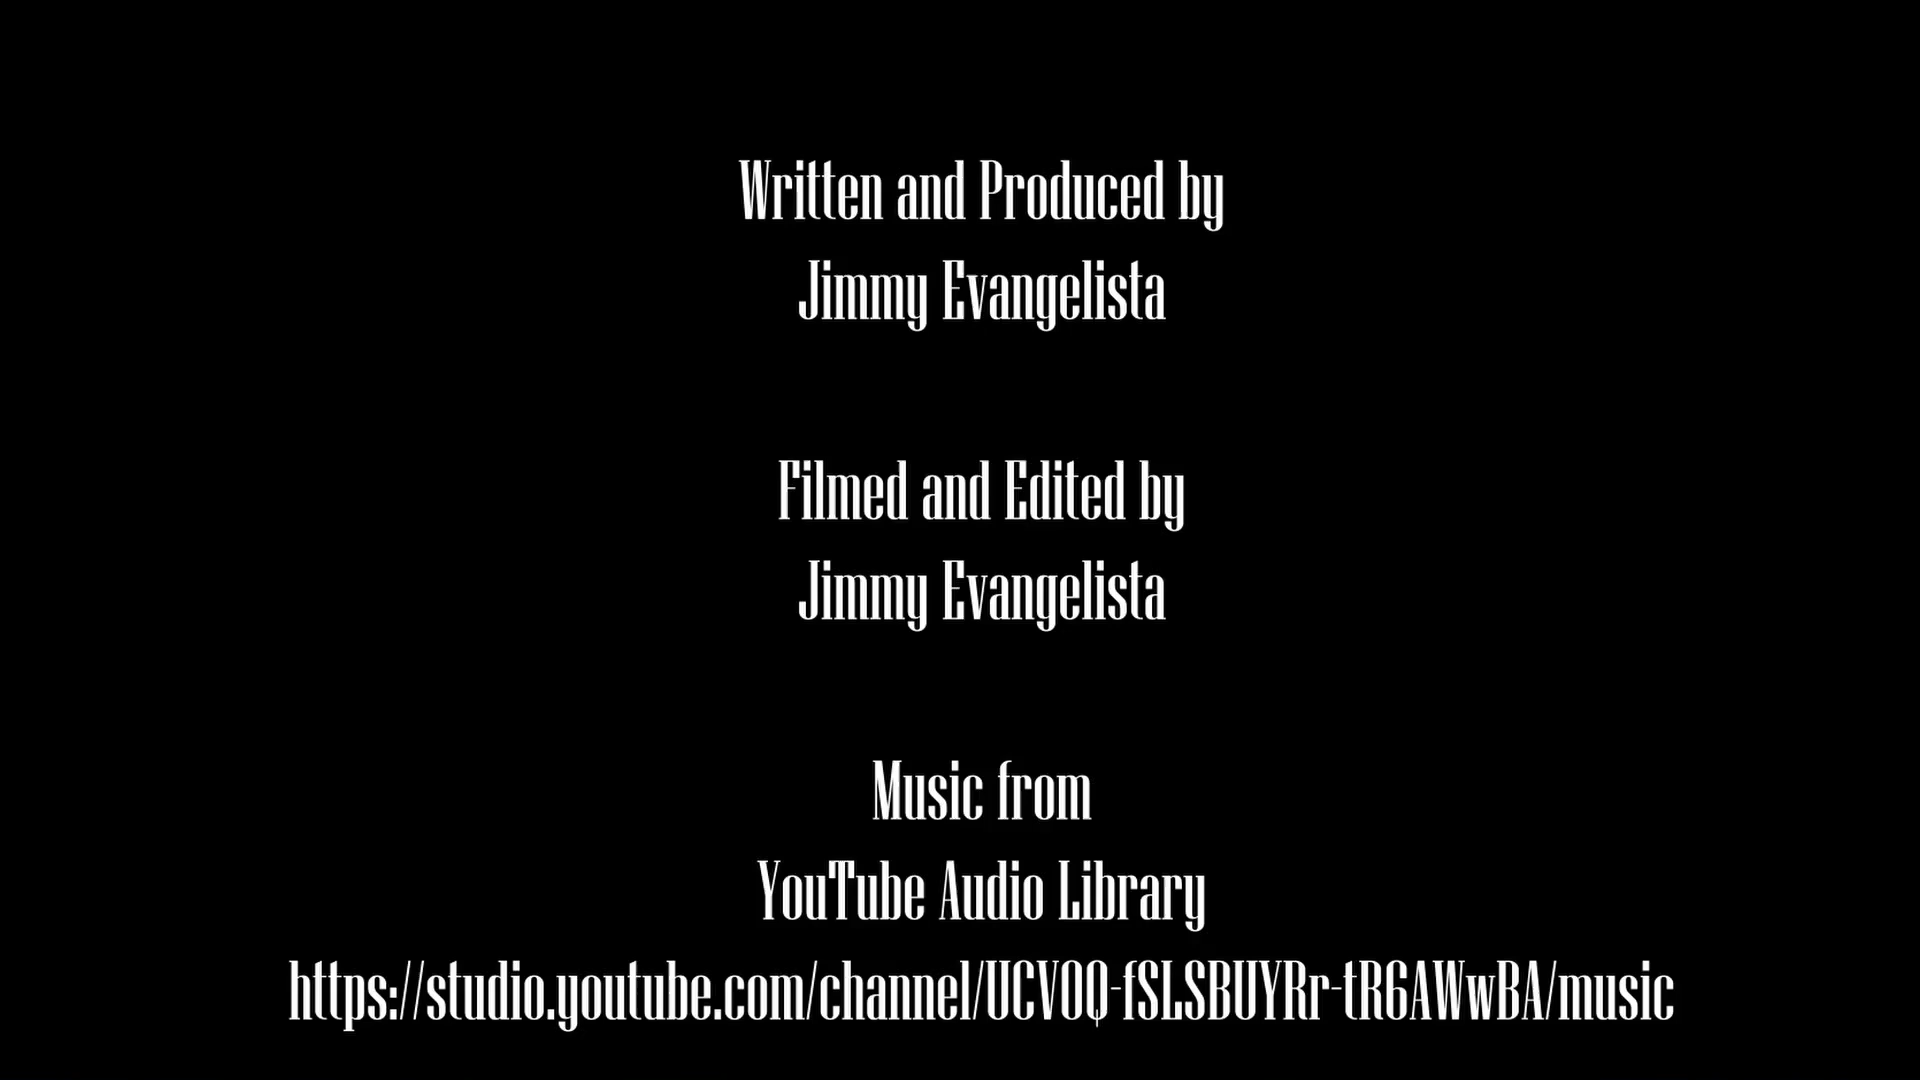 Written and Produced by
Jimmy Evangelista
Filmed and Edited by
Jimmy Evangelista
Music from
YouTube Audio Library
https://studio.youtube.com/channel/UCVOQ-fSLSBUYRr-tR6AWwBA/music